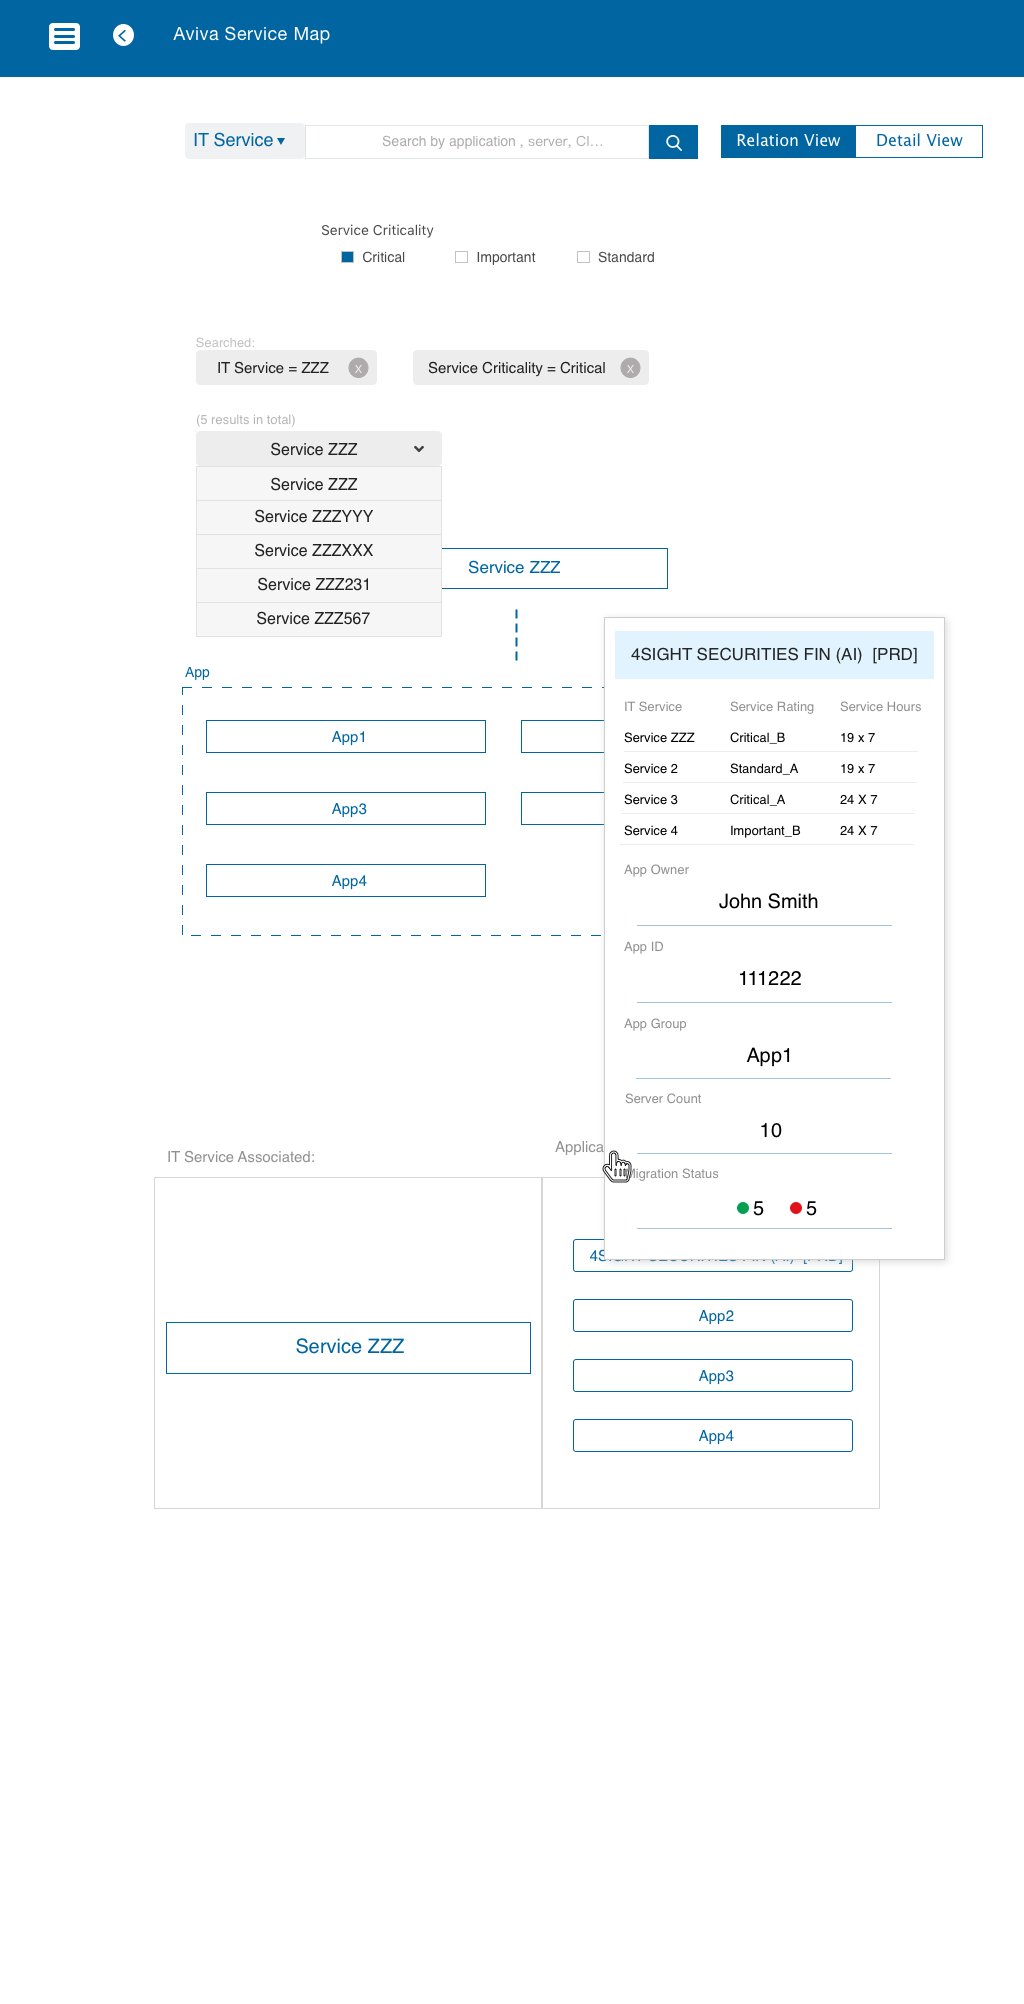 Aviva Service Map
IT Service
Search by application , server, CI...
Relation View
Detail View
Service Criticality
Critical
Important
Standard
Searched:
IT Service = ZZZ
x
Service Criticality = Critical
x
(5 results in total)
Service ZZZ
Service ZZZ
Service ZZZYYY
Service ZZZXXX
Service ZZZ231
Service ZZZ567
Service ZZZ
App
App1
App3
App4
4SIGHT SECURITIES FIN (AI) [PRD]
IT Service Service Rating Service Hours
Service ZZZ Critical_B 19 x 7
Service 2 Standard_A 19 x 7
Service 3 Critical_A 24 X 7
Service 4 Important_B 24 X 7
App Owner
John Smith
App ID
111222
App Group
App1
Server Count
10
Migration Status
5 5
IT Service Associated:
Service ZZZ
4SIGHT SECURITIES FIN (AI) [PRD]
App2
App3
App4